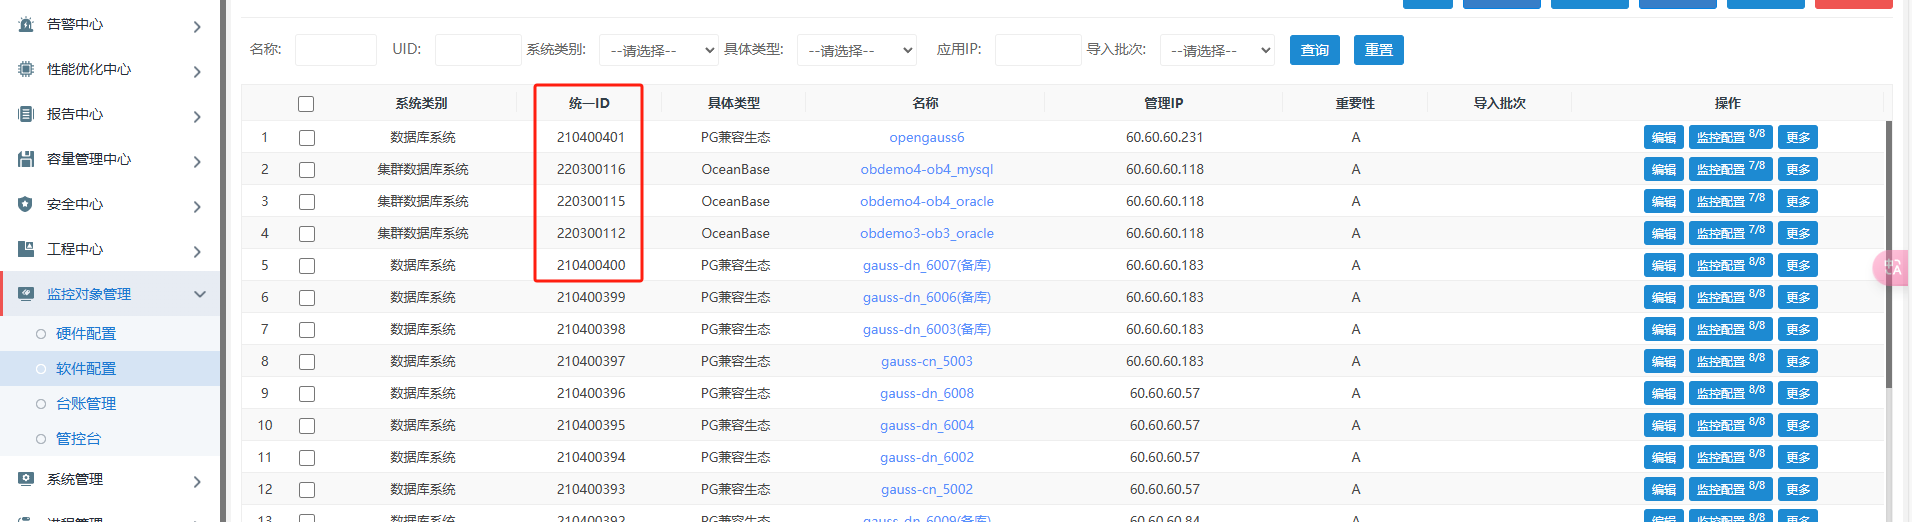 告警中心
性能优化中心
报告中心
容量管理中心
安全中心
工程中心
监控对象管理
硬件配置
软件配置
台账管理
管控台
系统管理
名称: UID: 系统类别: --请选择-- 具体类型: --请选择-- 应用IP: 导入批次: --请选择-- 查询 重置
系统类别 统一ID 具体类型 名称 管理IP 重要性 导入批次 操作
1 数据库系统 210400401 PG兼容生态 opengauss6 60.60.60.231 A 编辑 监控配置 8/8 更多
2 集群数据库系统 220300116 OceanBase obdemo4-ob4_mysql 60.60.60.118 A 编辑 监控配置 7/8 更多
3 集群数据库系统 220300115 OceanBase obdemo4-ob4_oracle 60.60.60.118 A 编辑 监控配置 7/8 更多
4 集群数据库系统 220300112 OceanBase obdemo3-ob3_oracle 60.60.60.118 A 编辑 监控配置 7/8 更多
5 数据库系统 210400400 PG兼容生态 gauss-dn_6007(备库) 60.60.60.183 A 编辑 监控配置 8/8 更多
6 数据库系统 210400399 PG兼容生态 gauss-dn_6006(备库) 60.60.60.183 A 编辑 监控配置 8/8 更多
7 数据库系统 210400398 PG兼容生态 gauss-dn_6003(备库) 60.60.60.183 A 编辑 监控配置 8/8 更多
8 数据库系统 210400397 PG兼容生态 gauss-cn_5003 60.60.60.183 A 编辑 监控配置 8/8 更多
9 数据库系统 210400396 PG兼容生态 gauss-dn_6008 60.60.60.57 A 编辑 监控配置 8/8 更多
10 数据库系统 210400395 PG兼容生态 gauss-dn_6004 60.60.60.57 A 编辑 监控配置 8/8 更多
11 数据库系统 210400394 PG兼容生态 gauss-dn_6002 60.60.60.57 A 编辑 监控配置 8/8 更多
12 数据库系统 210400393 PG兼容生态 gauss-cn_5002 60.60.60.57 A 编辑 监控配置 8/8 更多
13 数据库系统 210400392 PG兼容生态 gauss-dn_6009(备库) 60.60.60.84 A 编辑 监控配置 8/8 更多